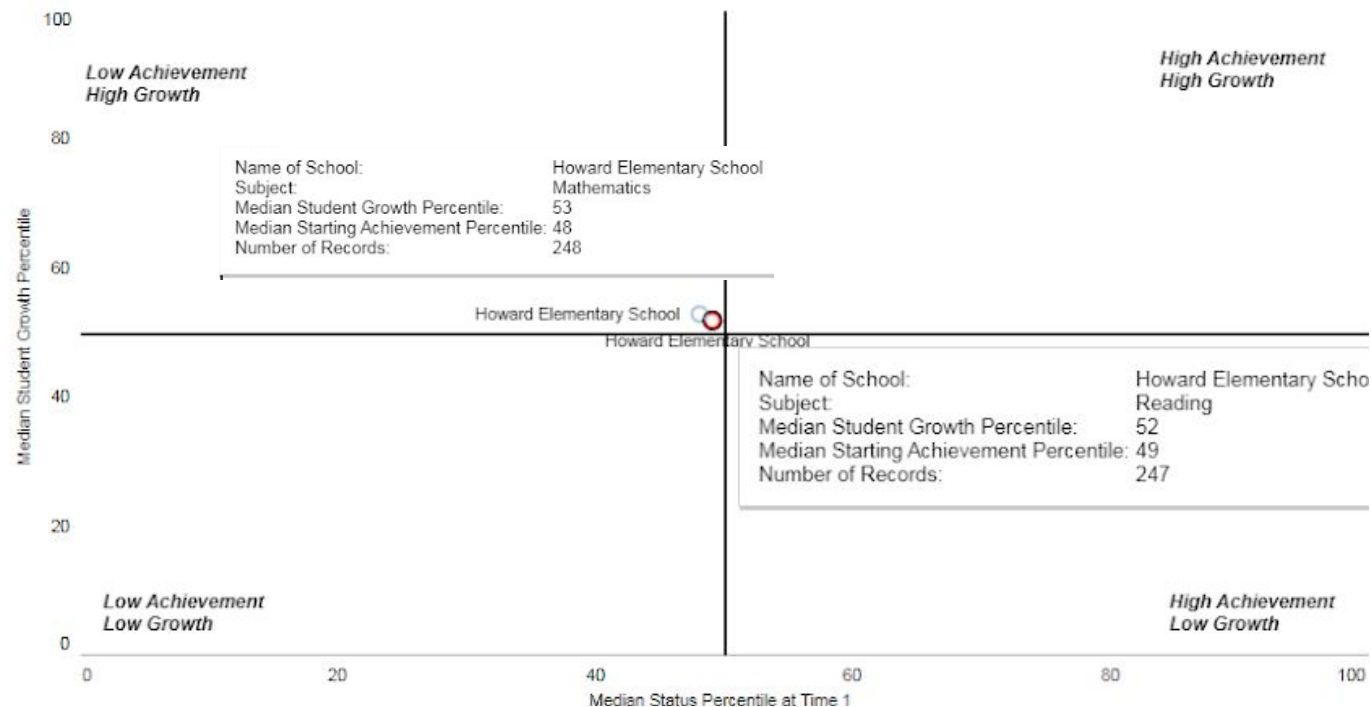 100
Low Achievement
High Growth
High Achievement
High Growth
80
Name of School: Howard Elementary School
Subject: Mathematics
Median Student Growth Percentile: 53
Median Starting Achievement Percentile: 48
Number of Records: 248
Median Student Growth Percentile
60
Howard Elementary School
Howard Elementary School
Name of School: Howard Elementary Scho
Subject: Reading
Median Student Growth Percentile: 52
Median Starting Achievement Percentile: 49
Number of Records: 247
40
20
Low Achievement
Low Growth
High Achievement
Low Growth
0
0 20 40 60 80 100
Median Status Percentile at Time 1